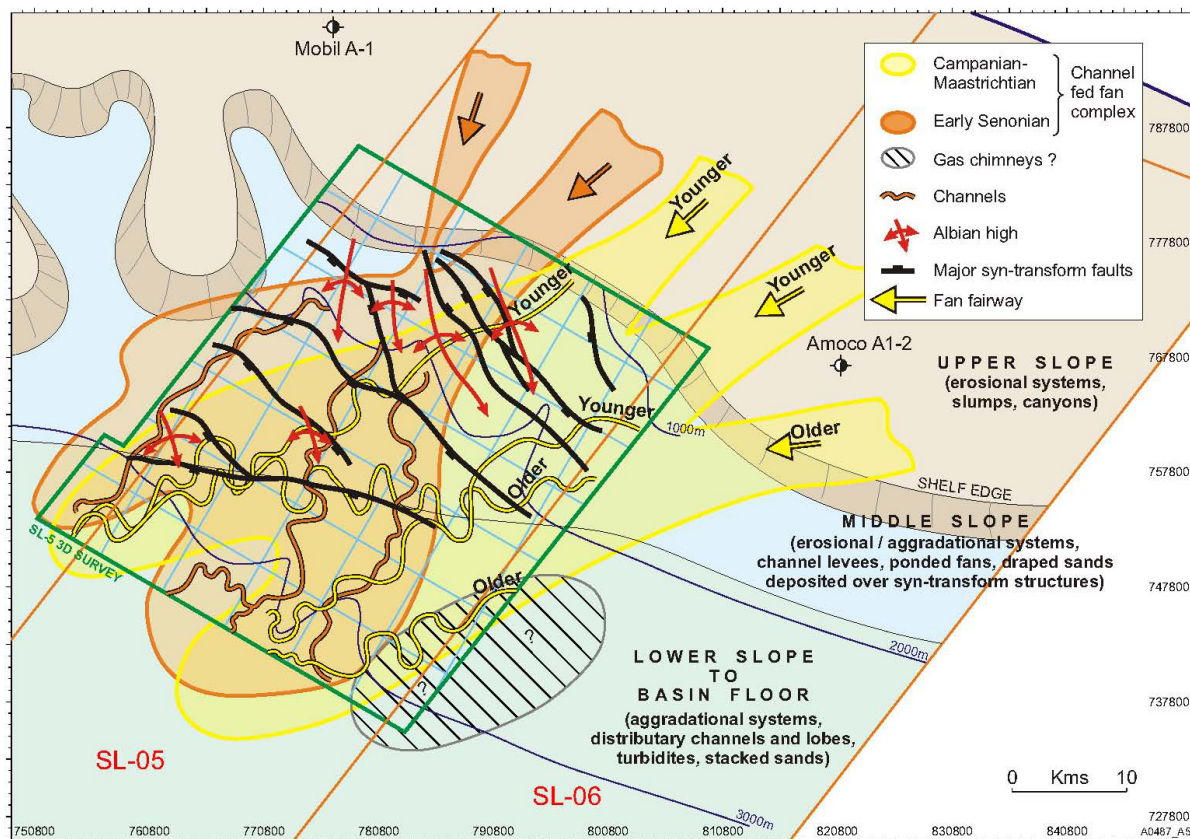 Mobil A-1
Campanian-
Maastrichtian
Channel
fed fan
complex
Early Senonian
Gas chimneys ?
Channels
Albian high
Major syn-transform faults
Fan fairway
787800
777800
767800
757800
747800
737800
727800
Younger
Younger
Younger
Amoco A1-2
UPPER SLOPE
(erosional systems,
slumps, canyons)
Younger
1000m
Older
Older
SHELF EDGE
MIDDLE SLOPE
(erosional / aggradational systems,
channel levees, ponded fans, draped sands
deposited over syn-transform structures)
SL-5 3D SURVEY
Older
?
?
2000m
LOWER SLOPE
TO
BASIN FLOOR
(aggradational systems,
distributary channels and lobes,
turbidites, stacked sands)
SL-05
SL-06
0 Kms 10
3000m
750800 760800 770800 780800 790800 800800 810800 820800 830800 840800